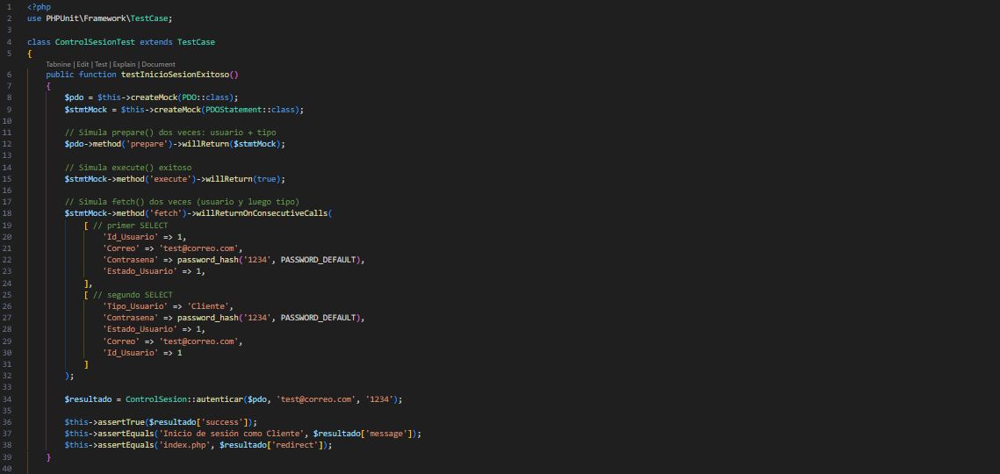 1 <?php
2 use PHPUnit\Framework\TestCase;
3
4 class ControlSesionTest extends TestCase
5 {
Tabnine | Edit | Test | Explain | Document
6 public function testInicioSesionExitoso()
7 {
8 $pdo = $this->createMock(PDO::class);
9 $stmtMock = $this->createMock(PDOStatement::class);
10
11 // Simula prepare() dos veces: usuario + tipo
12 $pdo->method('prepare')->willReturn($stmtMock);
13
14 // Simula execute() exitoso
15 $stmtMock->method('execute')->willReturn(true);
16
17 // Simula fetch() dos veces (usuario y luego tipo)
18 $stmtMock->method('fetch')->willReturnOnConsecutiveCalls(
19 [ // primer SELECT
20 'Id_Usuario' => 1,
21 'Correo' => 'test@correo.com',
22 'Contrasena' => password_hash('1234', PASSWORD_DEFAULT),
23 'Estado_Usuario' => 1,
24 ],
25 [ // segundo SELECT
26 'Tipo_Usuario' => 'Cliente',
27 'Contrasena' => password_hash('1234', PASSWORD_DEFAULT),
28 'Estado_Usuario' => 1,
29 'Correo' => 'test@correo.com',
30 'Id_Usuario' => 1
31 ]
32 );
33
34 $resultado = ControlSesion::autenticar($pdo, 'test@correo.com', '1234');
35
36 $this->assertTrue($resultado['success']);
37 $this->assertEquals('Inicio de sesión como Cliente', $resultado['message']);
38 $this->assertEquals('index.php', $resultado['redirect']);
39 }
40